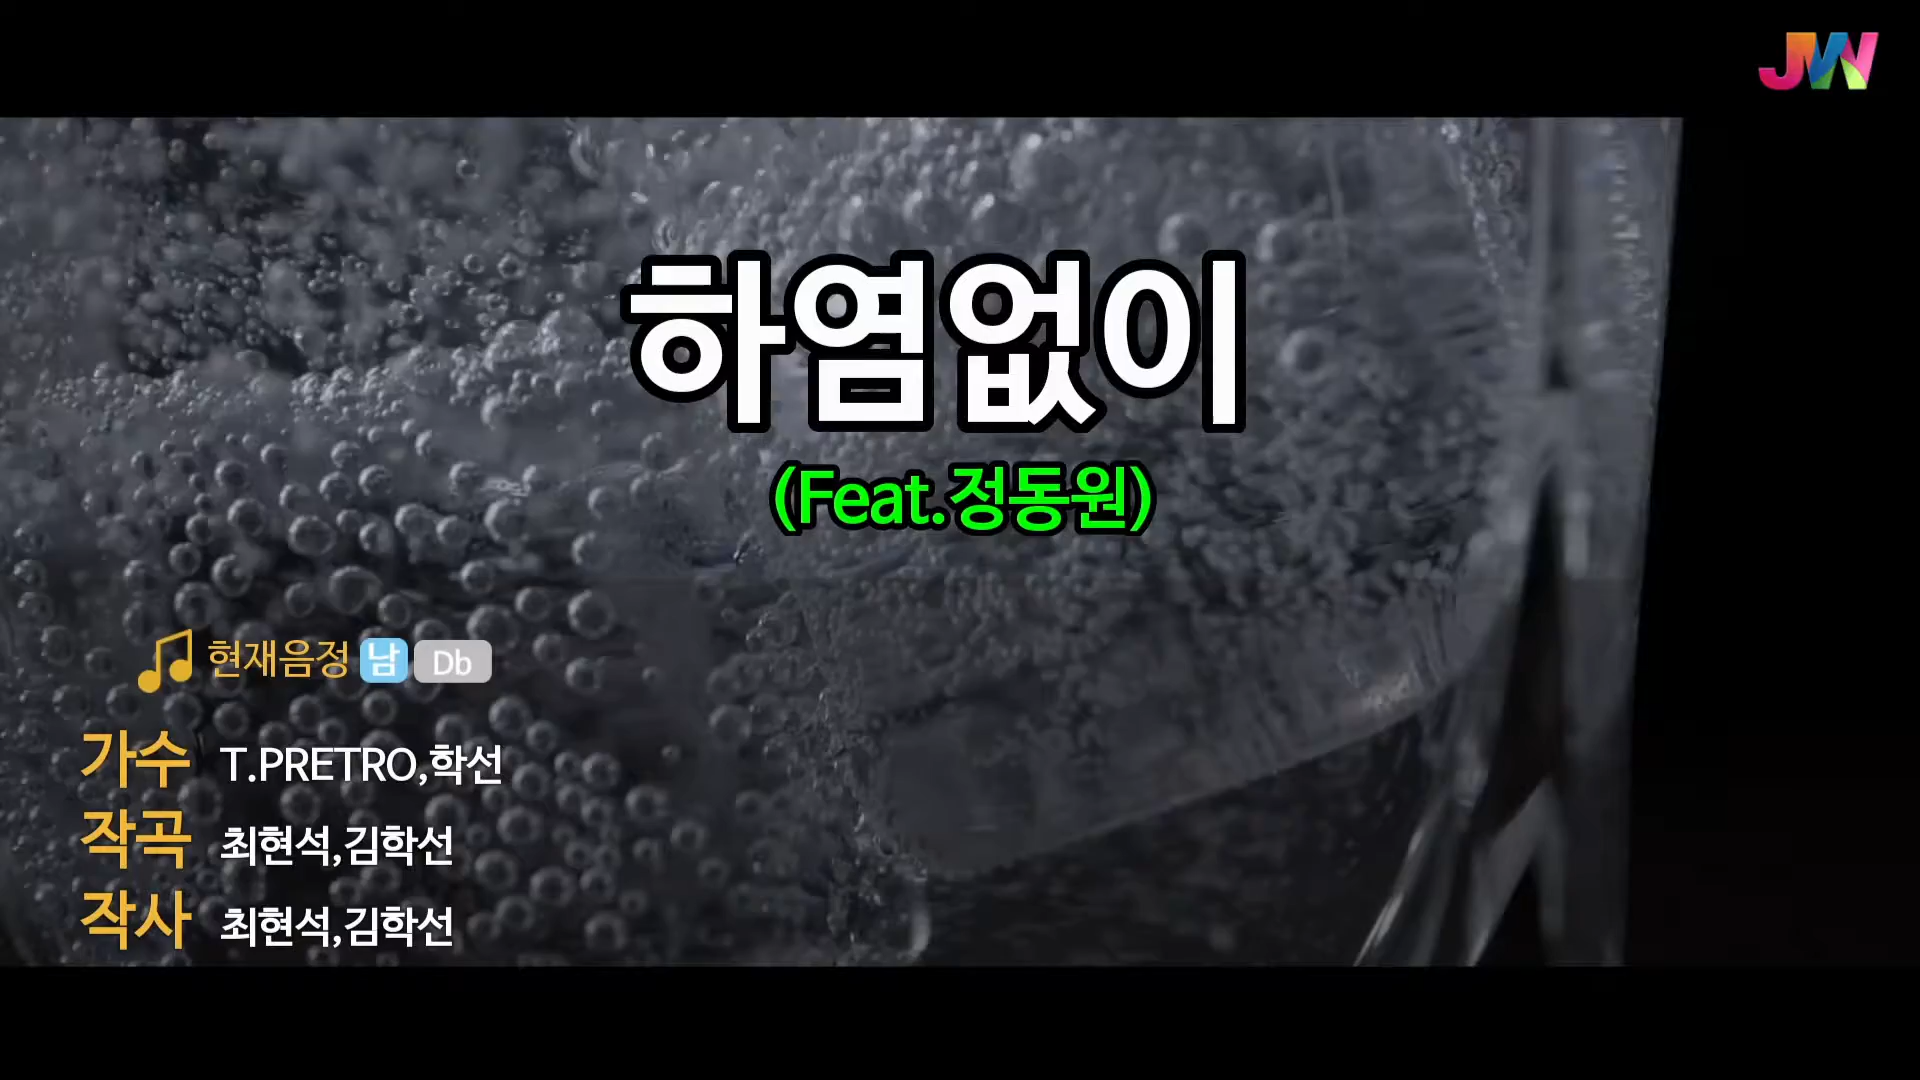 JW
하염없이
(Feat.정동원)
현재음정 남 Db
가수 T.PRETRO,학선
작곡 최현석,김학선
작사 최현석,김학선